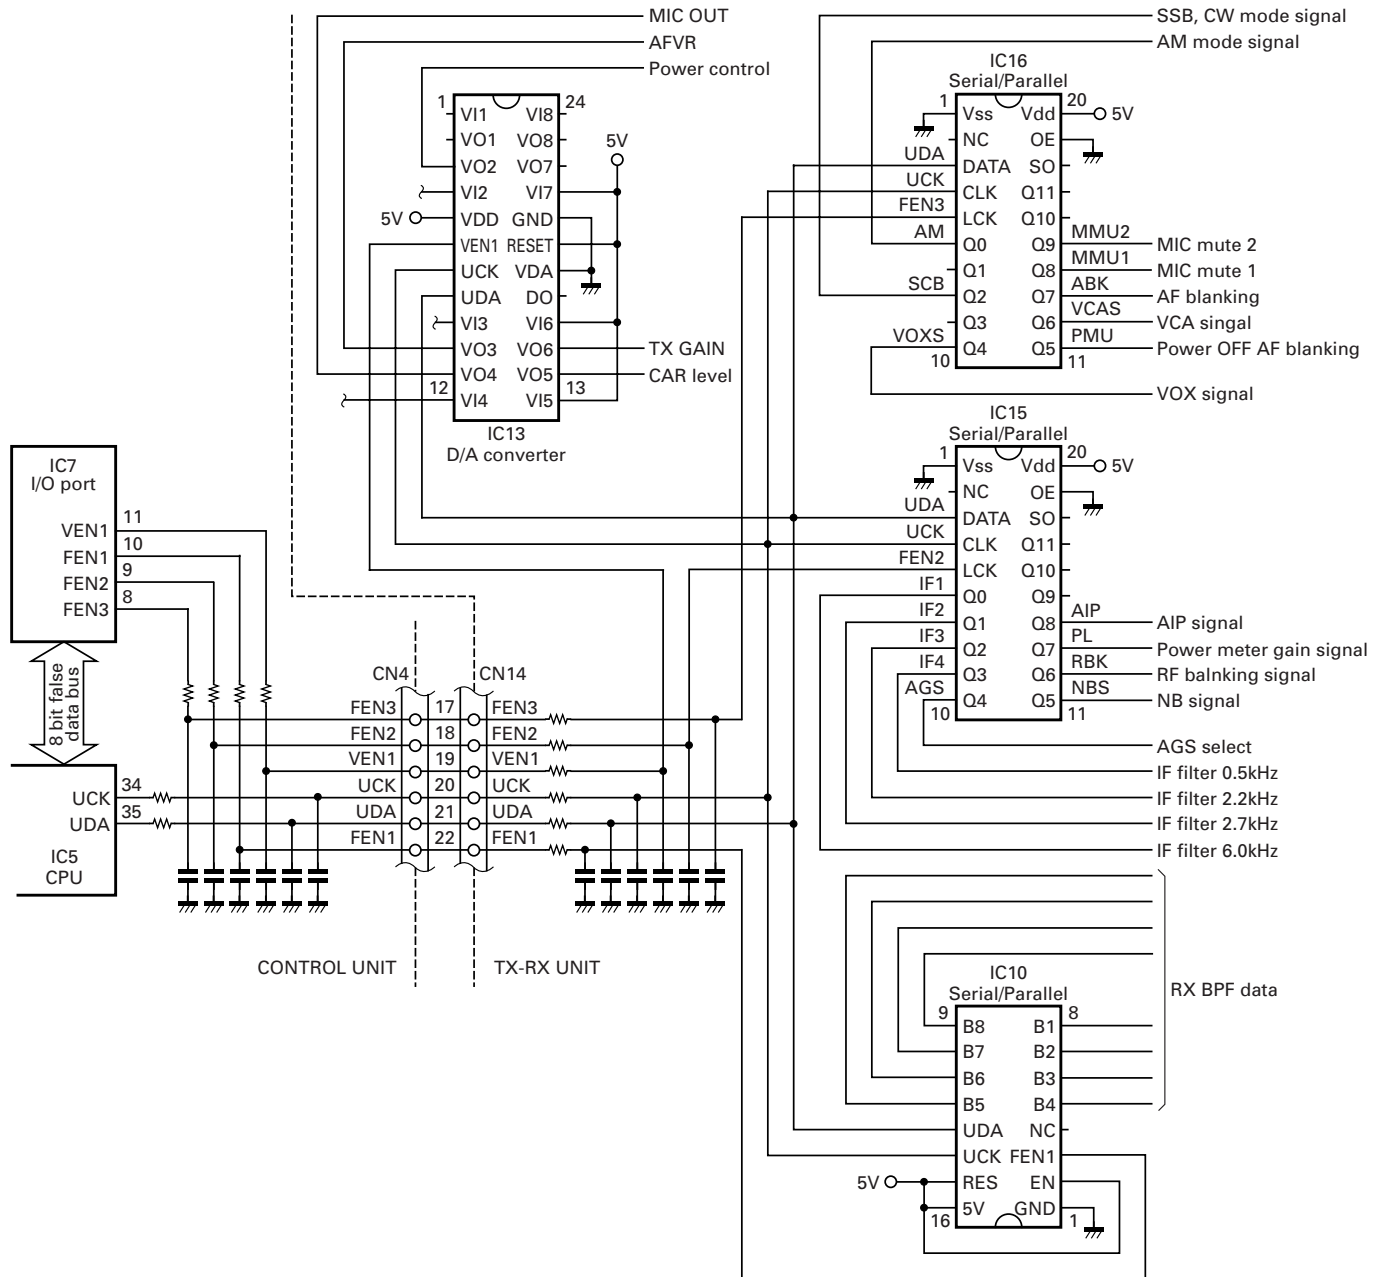 MIC OUT
AFVR
Power control
SSB, CW mode signal
AM mode signal
IC16
Serial/Parallel
1 Vss Vdd 20 5V
NC OE
UDA DATA SO
UCK CLK Q11
FEN3 LCK Q10
AM Q0 Q9 MMU2 MIC mute 2
Q1 Q8 MMU1 MIC mute 1
SCB Q2 Q7 ABK AF blanking
Q3 Q6 VCAS VCA singal
VOXS Q4 Q5 PMU Power OFF AF blanking
10 11
VOX signal
1 VI1 VI8 24
VO1 VO8 5V
VO2 VO7
VI2 VI7
5V VDD GND
VEN1 RESET
UCK VDA
UDA DO
VI3 VI6
VO3 VO6 TX GAIN
VO4 VO5 CAR level
12 VI4 VI5 13
IC13
D/A converter
IC15
Serial/Parallel
1 Vss Vdd 20 5V
NC OE
UDA DATA SO
UCK CLK Q11
FEN2 LCK Q10
IF1 Q0 Q9
IF2 Q1 Q8 AIP AIP signal
IF3 Q2 Q7 PL Power meter gain signal
IF4 Q3 Q6 RBK RF balnking signal
AGS Q4 Q5 NBS NB signal
10 11
AGS select
IF filter 0.5kHz
IF filter 2.2kHz
IF filter 2.7kHz
IF filter 6.0kHz
IC7
I/O port
VEN1 11
FEN1 10
FEN2 9
FEN3 8
8 bit false
data bus
UCK 34
UDA 35
IC5
CPU
CN4 CN14
FEN3 17 FEN3
FEN2 18 FEN2
VEN1 19 VEN1
UCK 20 UCK
UDA 21 UDA
FEN1 22 FEN1
CONTROL UNIT TX-RX UNIT
IC10
Serial/Parallel
RX BPF data
9 B8 B1 8
B7 B2
B6 B3
B5 B4
UDA NC
UCK FEN1
5V RES EN
16 5V GND 1